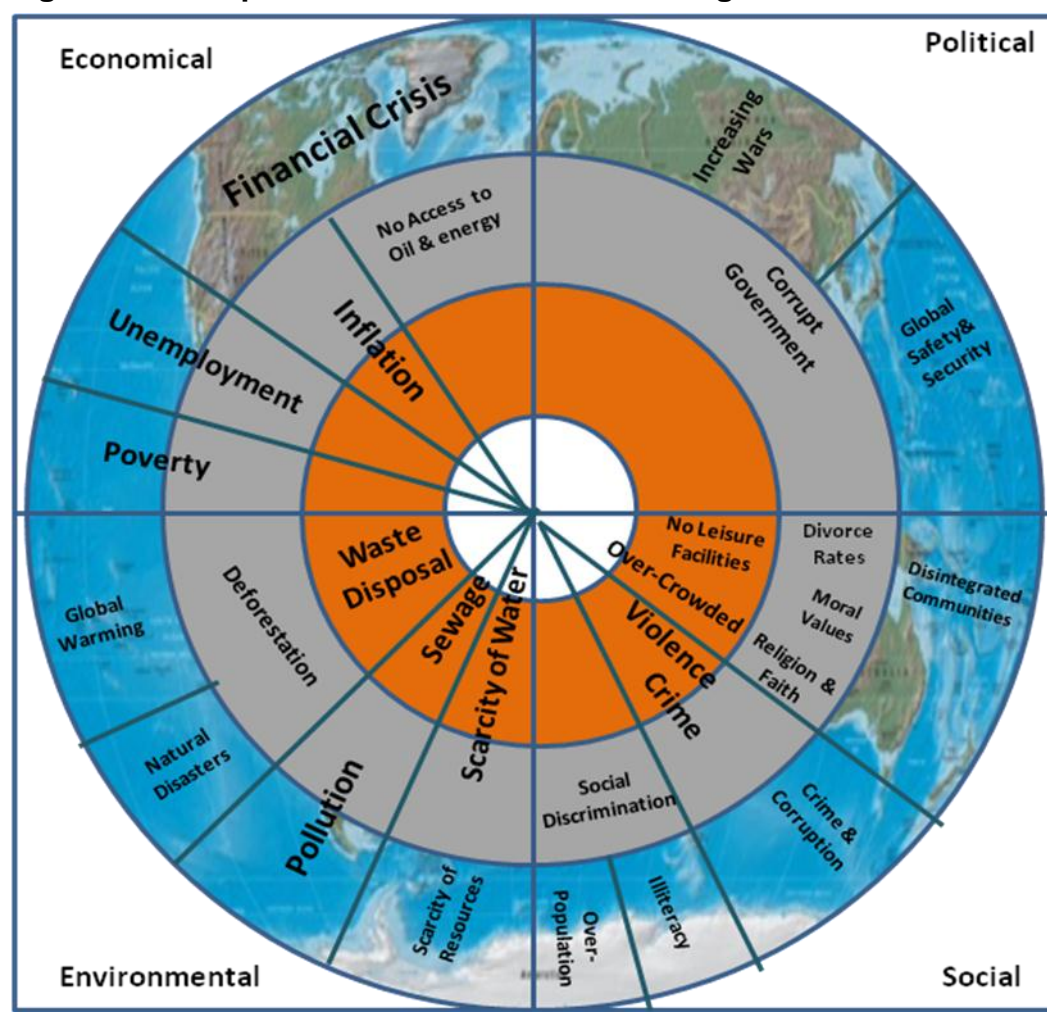 Economical
Political
Financial Crisis
Increasing
Wars
No Access to
Oil & energy
Corrupt
Government
Global
Safety&
Security
Inflation
Unemployment
Poverty
Waste
Disposal
Sewage
Scarcity of Water
Deforestation
Global
Warming
Natural
Disasters
Pollution
Scarcity of
Resources
No Leisure
Facilities
Over-Crowded
Violence
Crime
Divorce
Rates
Moral
Values
Religion &
Faith
Disintegrated
Communities
Social
Discrimination
Crime &
Corruption
Illiteracy
Over-
Population
Environmental
Social